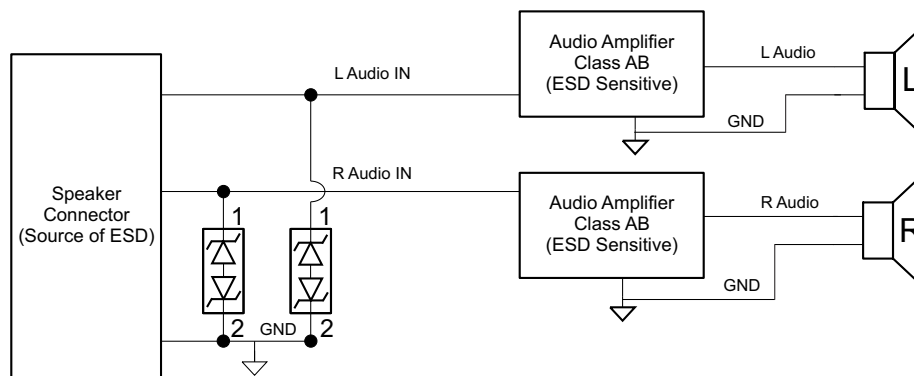 Audio Amplifier
Class AB
(ESD Sensitive)
L Audio
L
L Audio IN
GND
Speaker
Connector
(Source of ESD)
R Audio IN
Audio Amplifier
Class AB
(ESD Sensitive)
R Audio
R
GND
1
1
2
GND
2